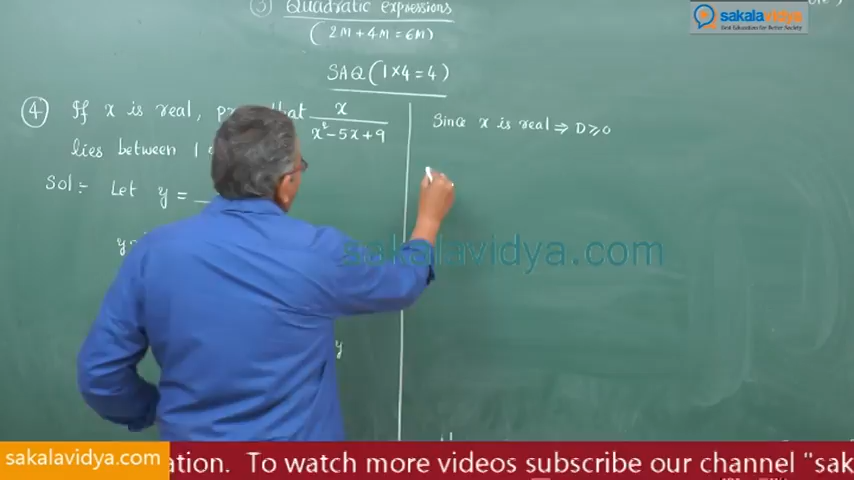 ③ Quadratic expressions
(2M + 4M = 6M)
SAQ (1×4 = 4)
④ If x is real, that x / x² - 5x + 9
lies between 1
Sol :- Let y =
y
y
Since x is real ⇒ D ≥ 0
sakalavidya
sakalavidya.com
sakalavidya.com
ation. To watch more videos subscribe our channel "sak